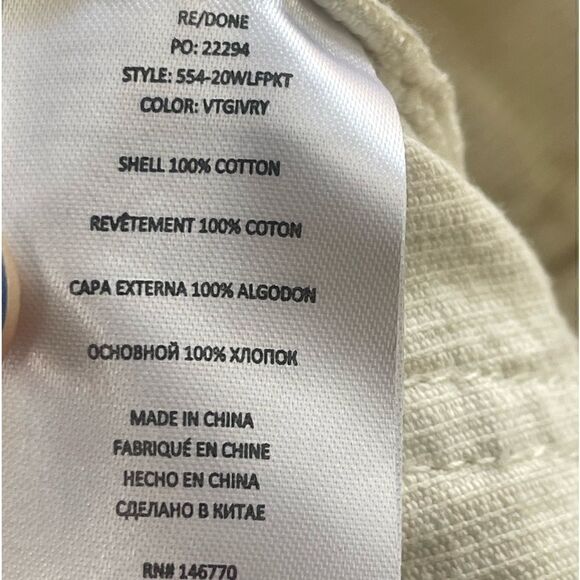 RE/DONE
PO: 22294
STYLE: 554-20WLFPKT
COLOR: VTGIVRY
SHELL 100% COTTON
REVÊTEMENT 100% COTON
CAPA EXTERNA 100% ALGODON
ОСНОВНОЙ 100% ХЛОПОК
MADE IN CHINA
FABRIQUÉ EN CHINE
HECHO EN CHINA
СДЕЛАНО В КИТАЕ
RN# 146770